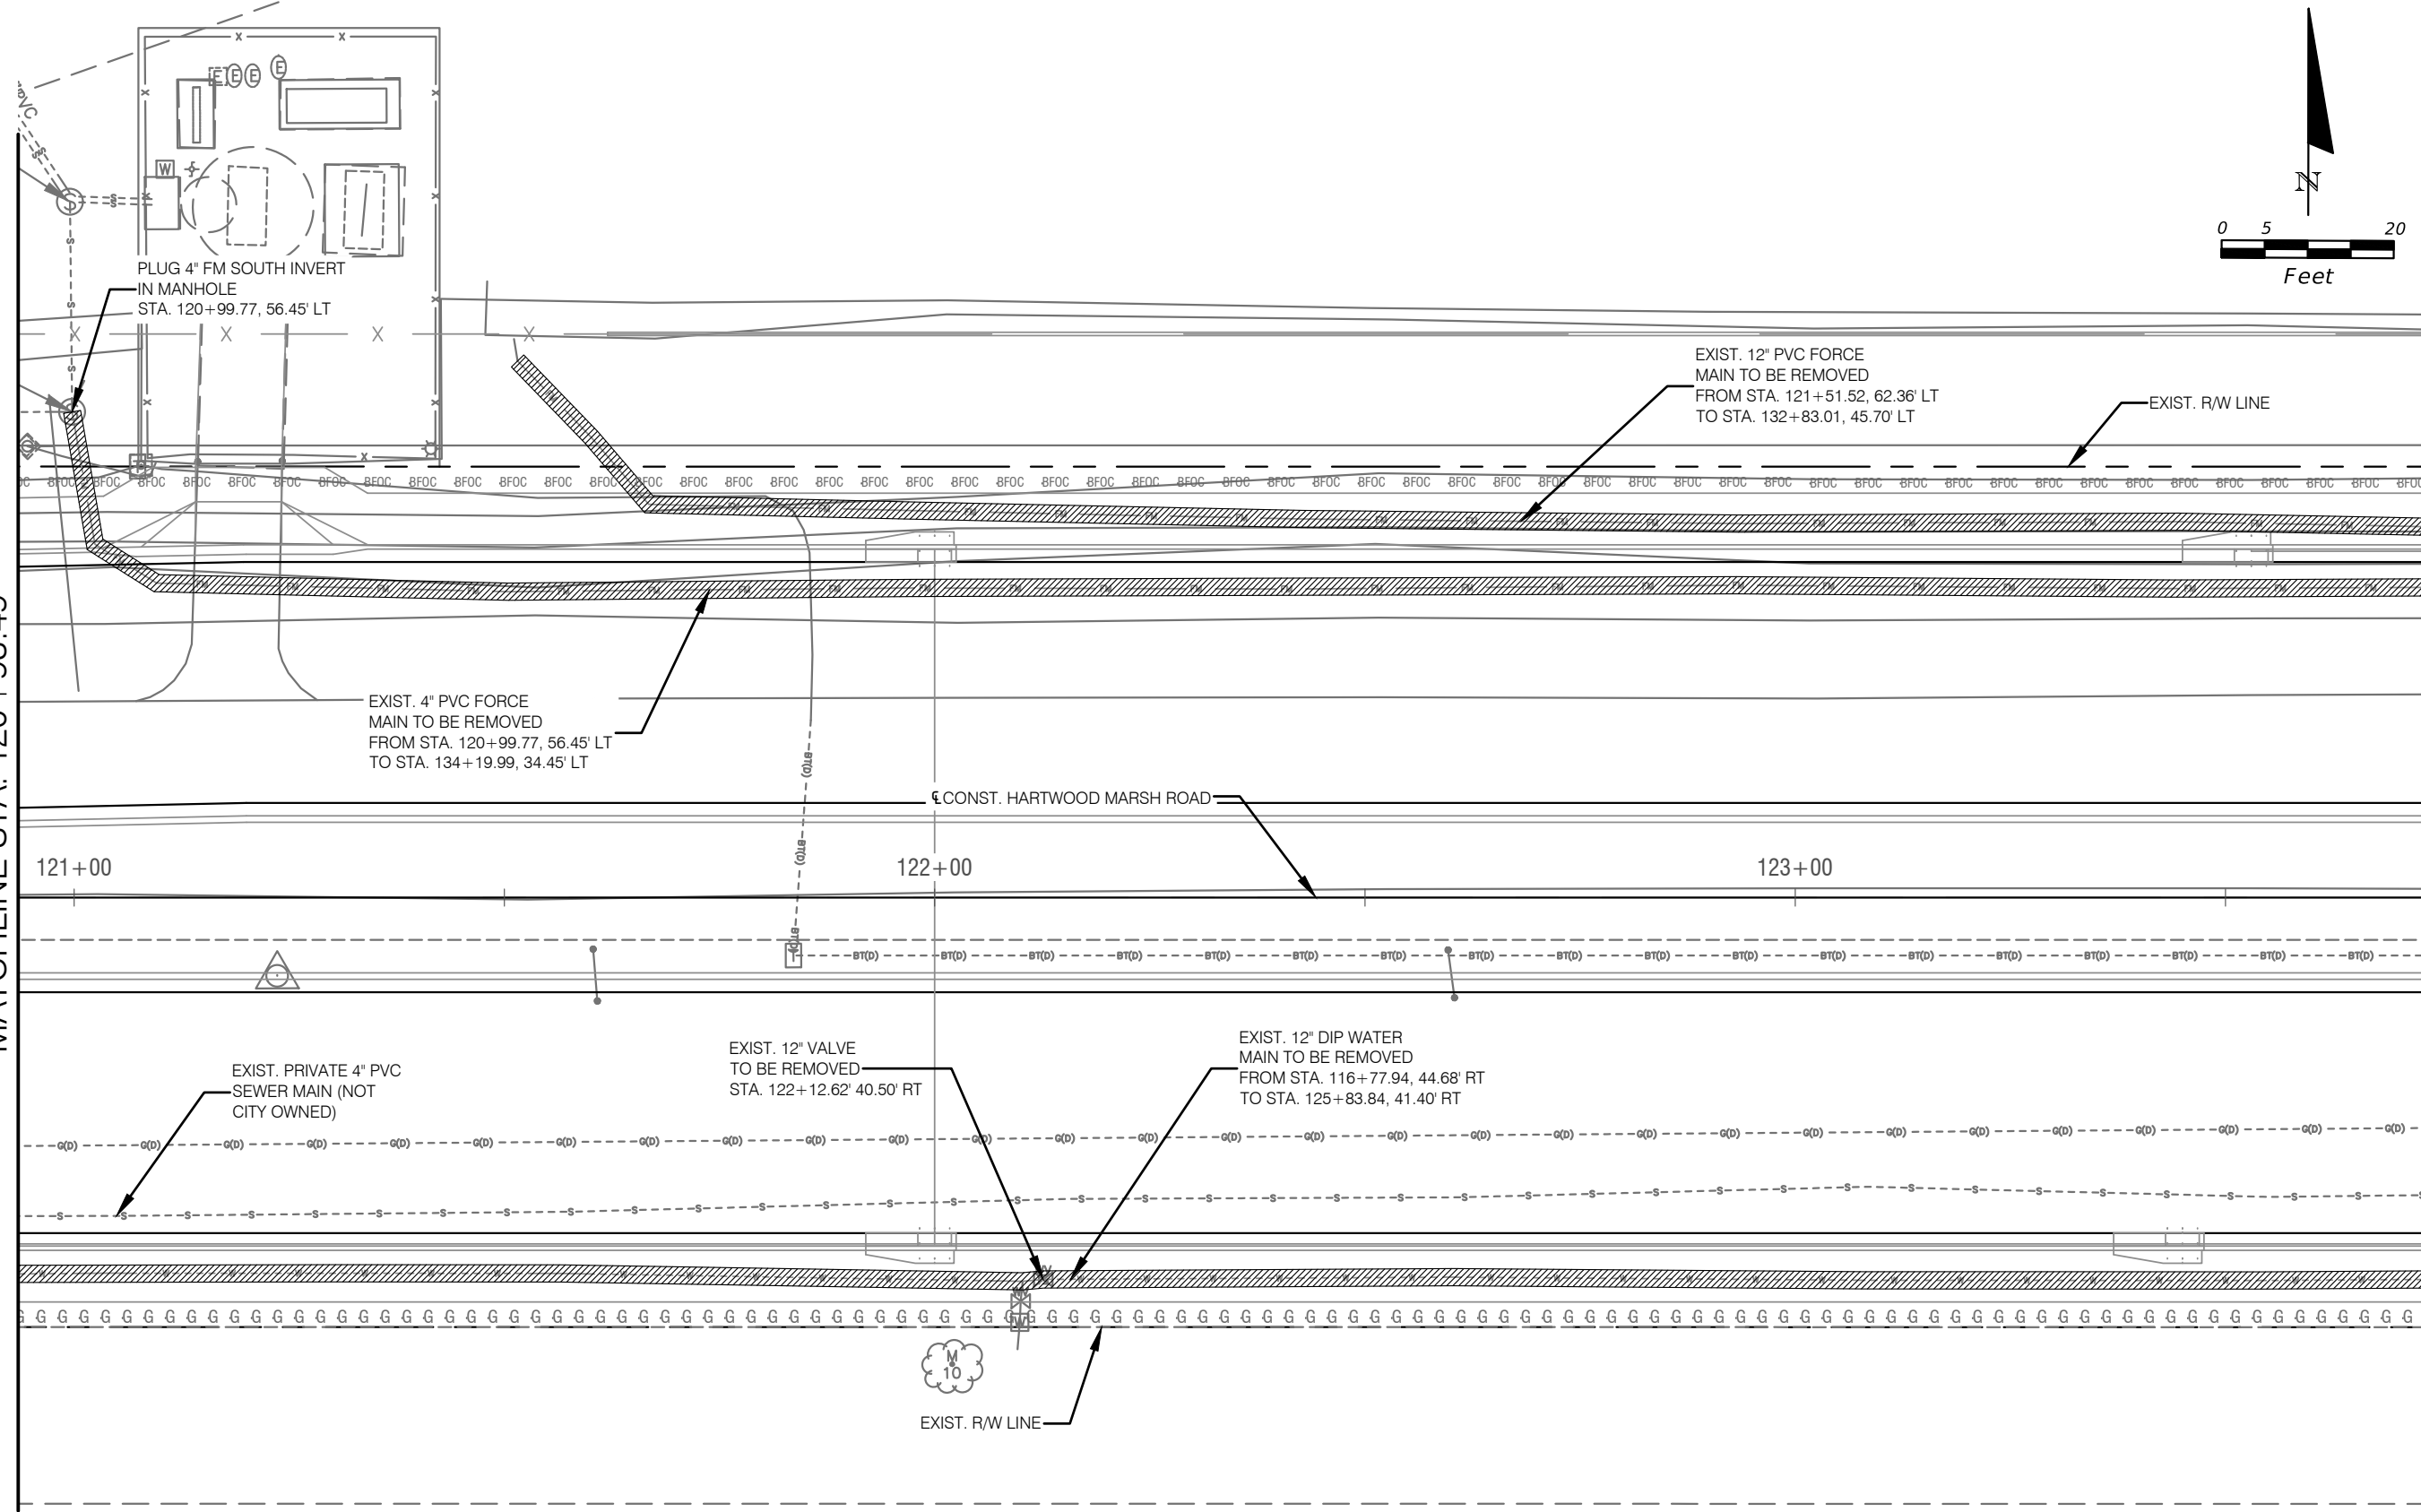 PLUG 4" FM SOUTH INVERT
IN MANHOLE
STA. 120+99.77, 56.45' LT
N
0 5 20
Feet
EXIST. 12" PVC FORCE
MAIN TO BE REMOVED
FROM STA. 121+51.52, 62.36' LT
TO STA. 132+83.01, 45.70' LT
EXIST. R/W LINE
EXIST. 4" PVC FORCE
MAIN TO BE REMOVED
FROM STA. 120+99.77, 56.45' LT
TO STA. 134+19.99, 34.45' LT
℄ CONST. HARTWOOD MARSH ROAD
121+00
122+00
123+00
EXIST. PRIVATE 4" PVC
SEWER MAIN (NOT
CITY OWNED)
EXIST. 12" VALVE
TO BE REMOVED
STA. 122+12.62' 40.50' RT
EXIST. 12" DIP WATER
MAIN TO BE REMOVED
FROM STA. 116+77.94, 44.68' RT
TO STA. 125+83.84, 41.40' RT
M
10
EXIST. R/W LINE